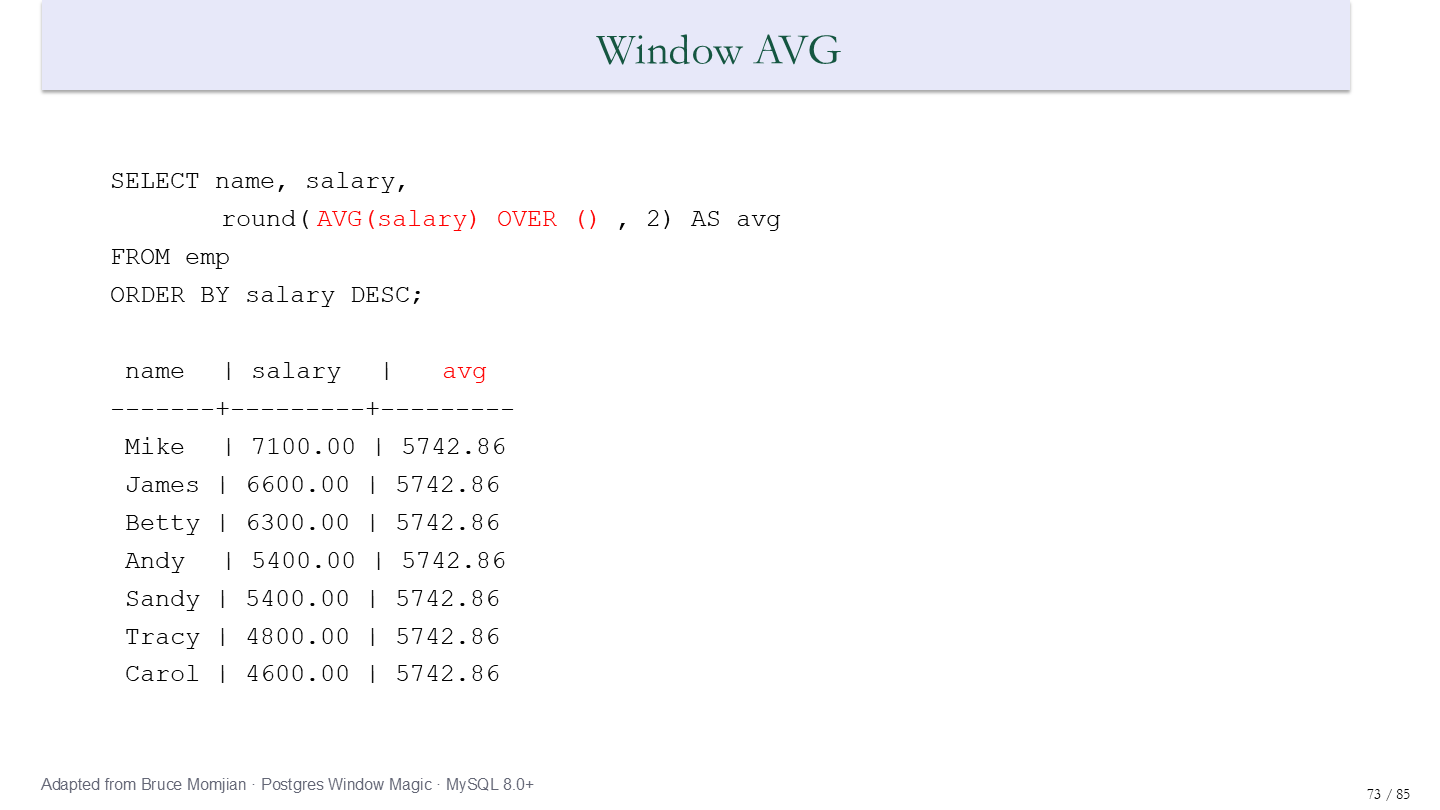 Window AVG
SELECT name, salary,
round( AVG(salary) OVER () , 2) AS avg
FROM emp
ORDER BY salary DESC;
name | salary | avg
-------+---------+---------
Mike | 7100.00 | 5742.86
James | 6600.00 | 5742.86
Betty | 6300.00 | 5742.86
Andy | 5400.00 | 5742.86
Sandy | 5400.00 | 5742.86
Tracy | 4800.00 | 5742.86
Carol | 4600.00 | 5742.86
Adapted from Bruce Momjian · Postgres Window Magic · MySQL 8.0+
73 / 85